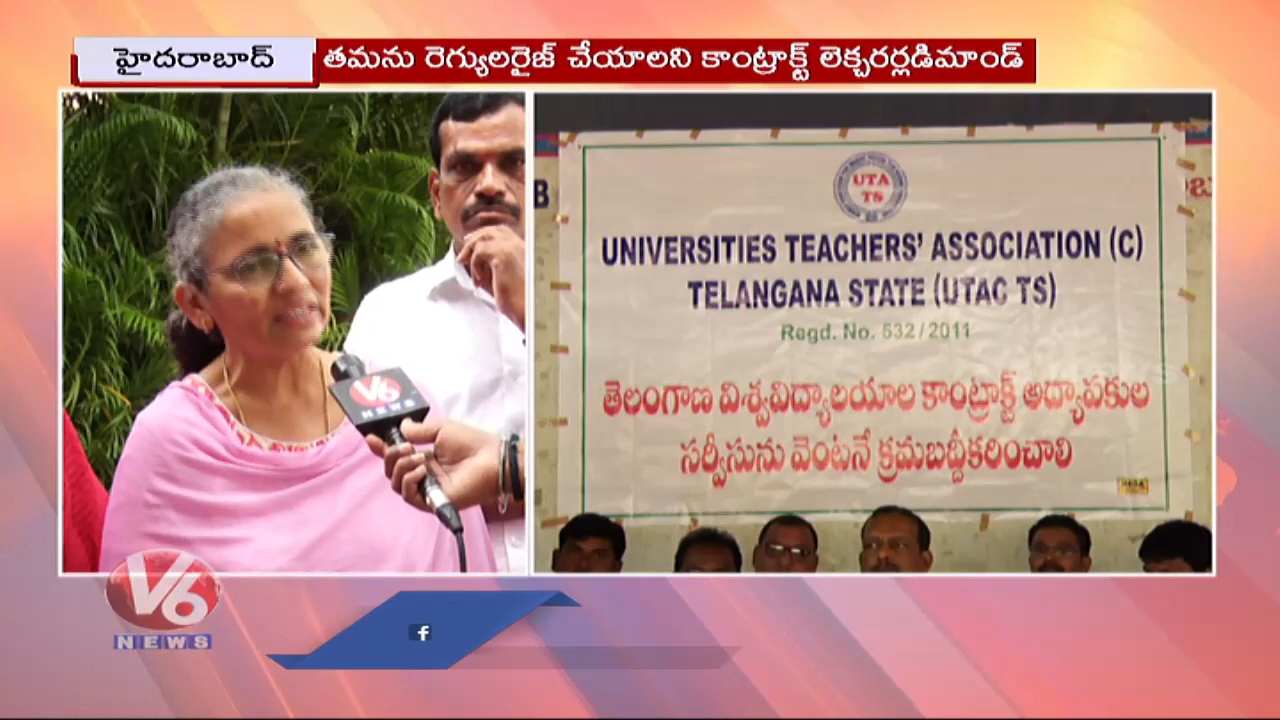 హైదరాబాద్
తమను రెగ్యులరైజ్ చేయాలని కాంట్రాక్ట్ లెక్చరర్లడిమాండ్
UTA
TS
B
UNIVERSITIES TEACHERS' ASSOCIATION (C)
TELANGANA STATE (UTAC TS)
Regd. No. 532/2011
తెలంగాణ విశ్వవిద్యాలయాల కాంట్రాక్ట్ అధ్యాపకుల
సర్వీసును వెంటనే క్రమబద్దీకరించాలి
V6
NEWS
V6
NEWS
f